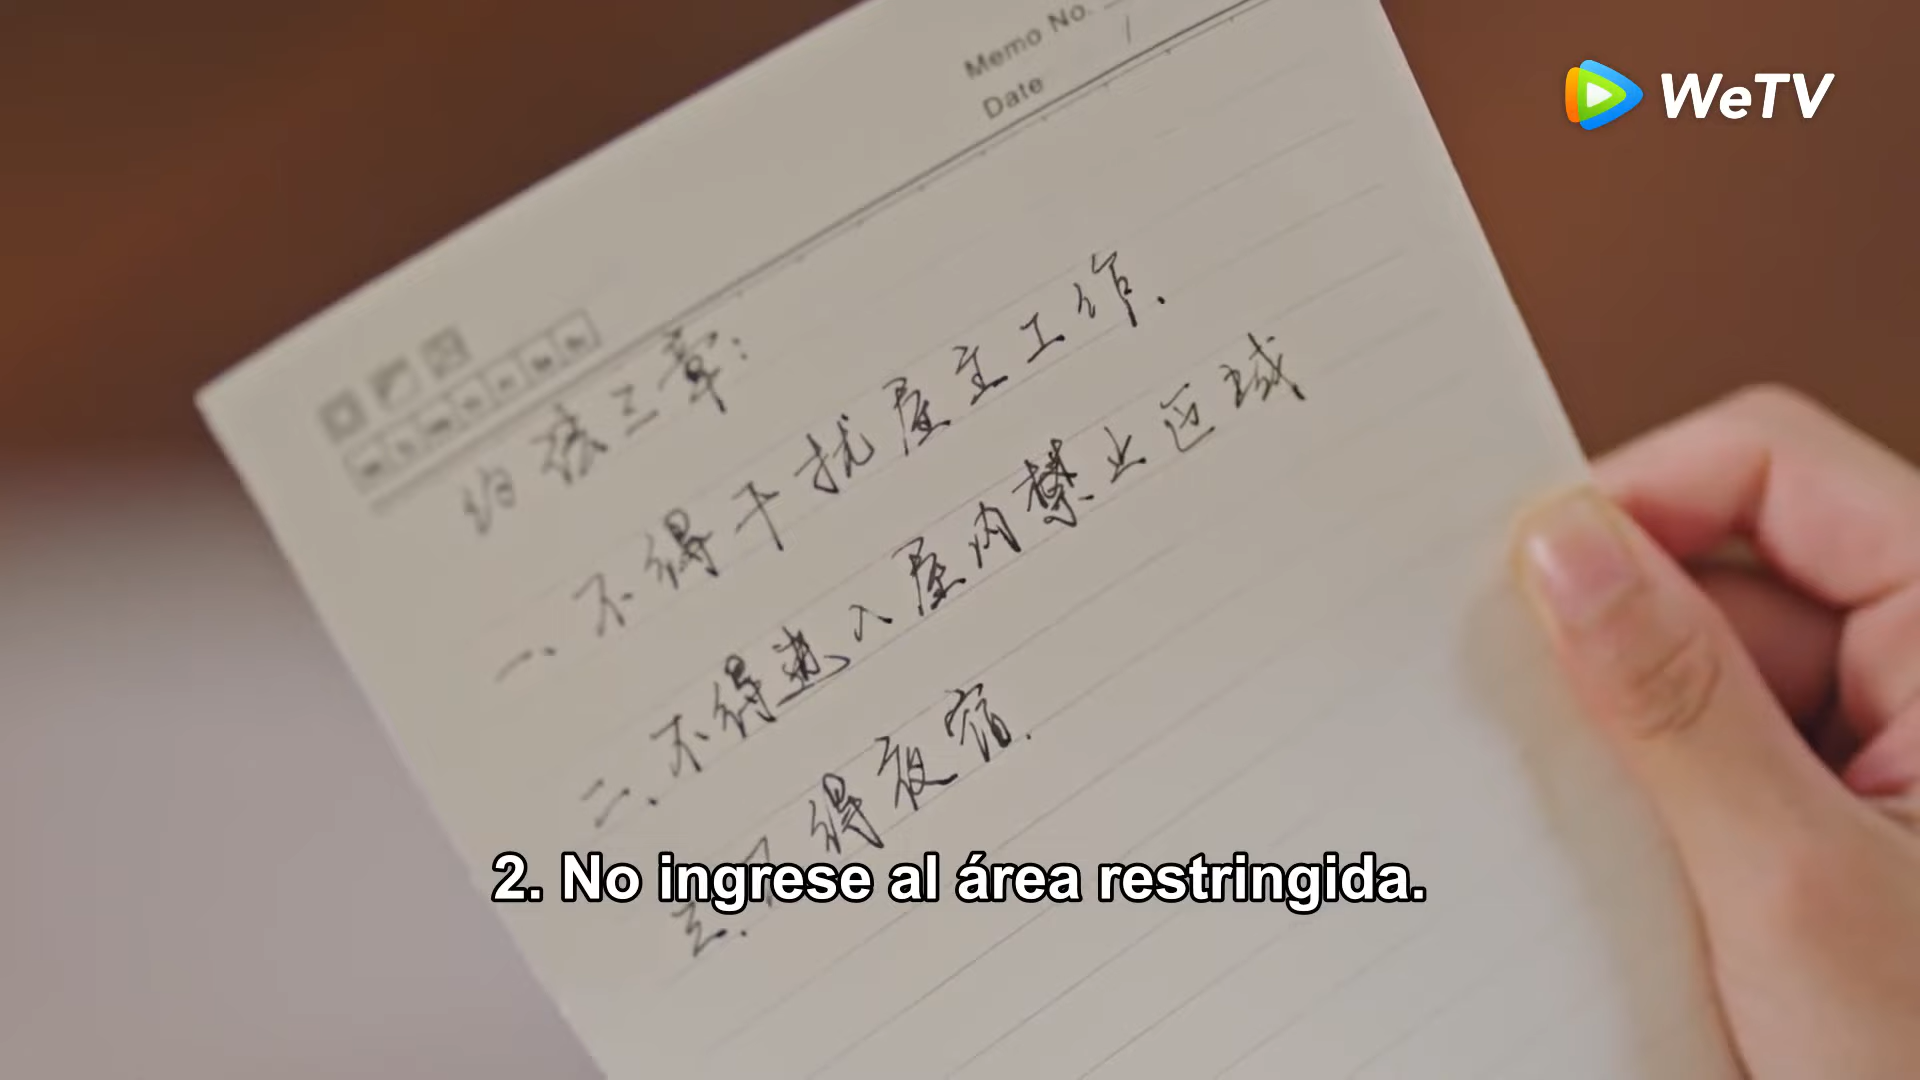 WeTV
Memo No.
Date
约法三章:
一、不得干扰屋主工作.
二、不得进入屋内禁止区域
三、不得夜宿.
2. No ingrese al área restringida.